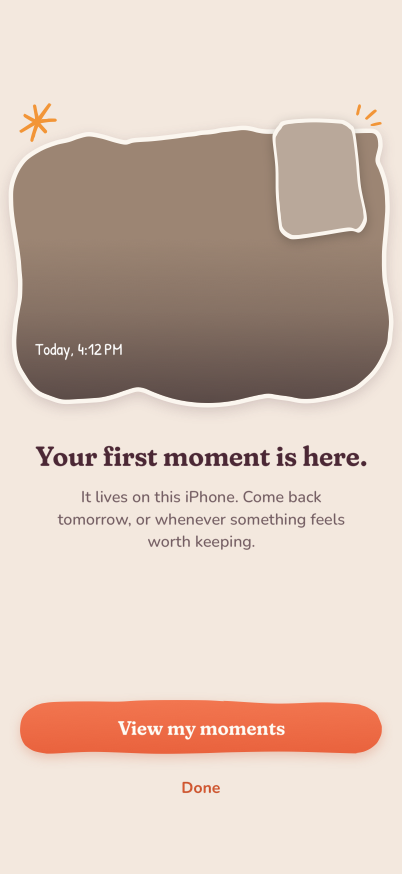 Today, 4:12 PM
Your first moment is here.
It lives on this iPhone. Come back
tomorrow, or whenever something feels
worth keeping.
View my moments
Done